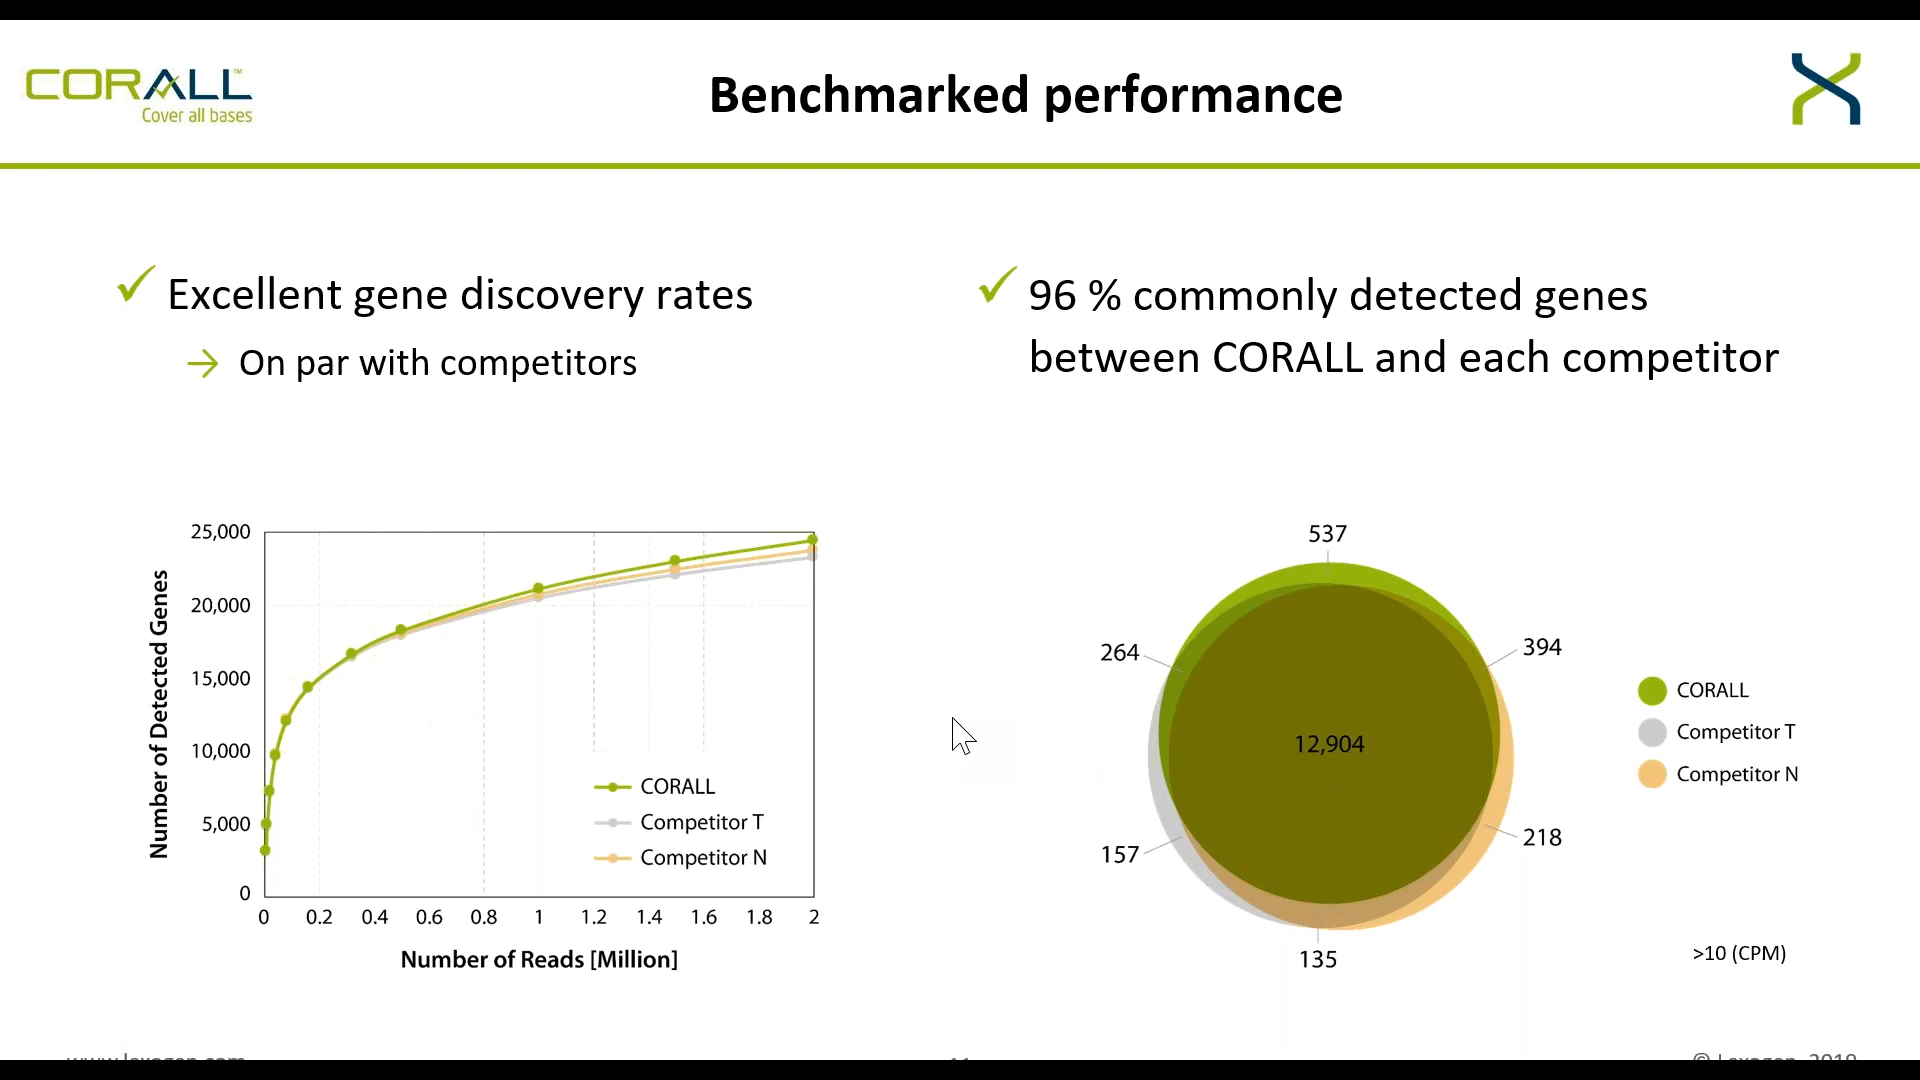 CORALL™
Cover all bases
Benchmarked performance
✓ Excellent gene discovery rates
→ On par with competitors
✓ 96 % commonly detected genes
between CORALL and each competitor
25,000
20,000
15,000
10,000
5,000
0
Number of Detected Genes
0 0.2 0.4 0.6 0.8 1 1.2 1.4 1.6 1.8 2
Number of Reads [Million]
CORALL
Competitor T
Competitor N
537
264
394
12,904
157
218
135
CORALL
Competitor T
Competitor N
>10 (CPM)